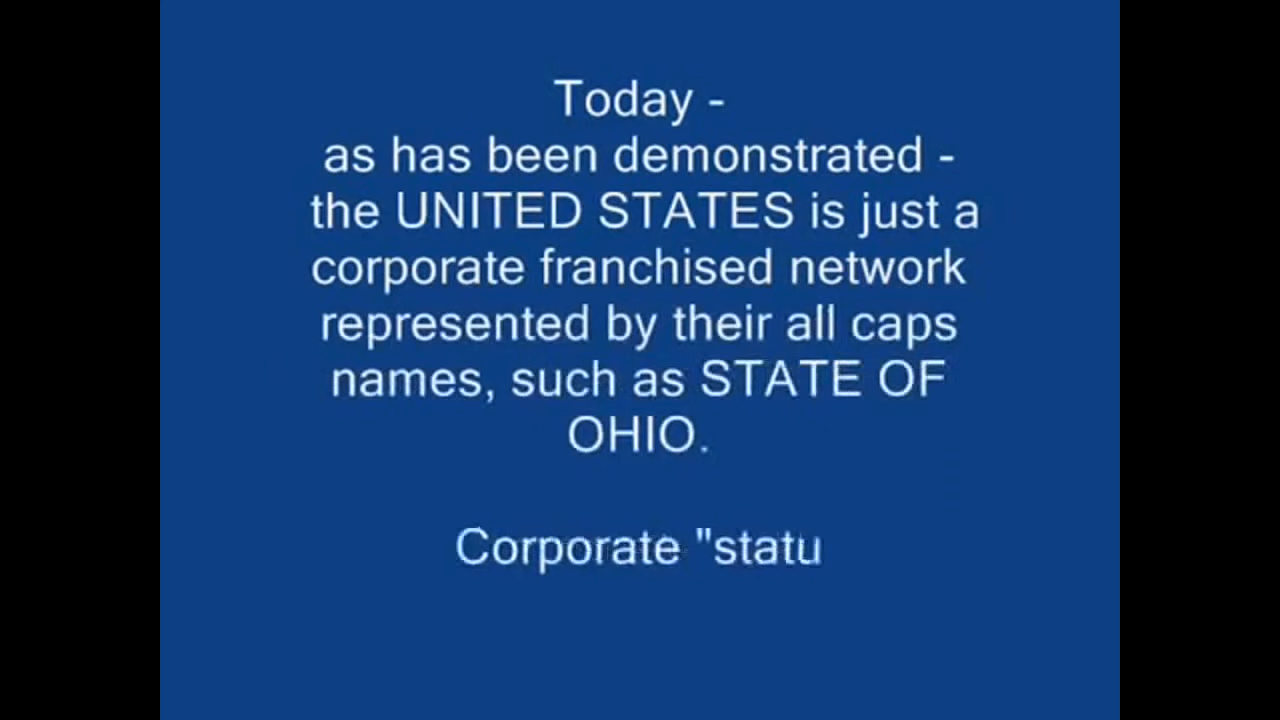 Today -
as has been demonstrated -
the UNITED STATES is just a
corporate franchised network
represented by their all caps
names, such as STATE OF
OHIO.
Corporate "statu